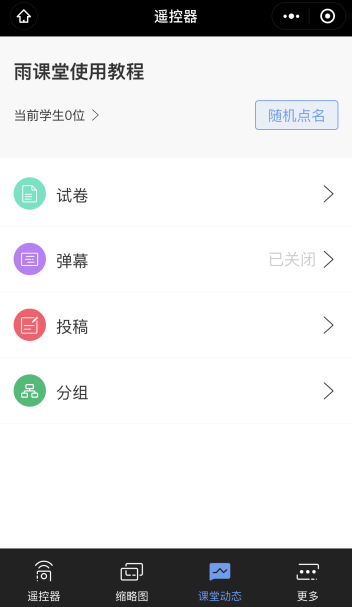 遥控器
雨课堂使用教程
当前学生0位
随机点名
试卷
弹幕
已关闭
投稿
分组
遥控器
缩略图
课堂动态
更多